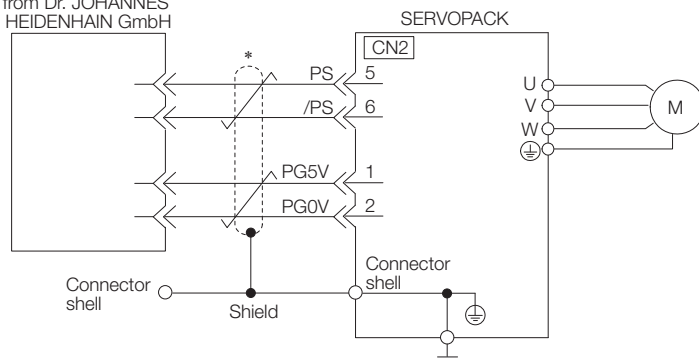 from Dr. JOHANNES
HEIDENHAIN GmbH
SERVOPACK
CN2
*
PS 5
/PS 6
PG5V 1
PG0V 2
U
V
W
M
Connector
shell
Shield
Connector
shell